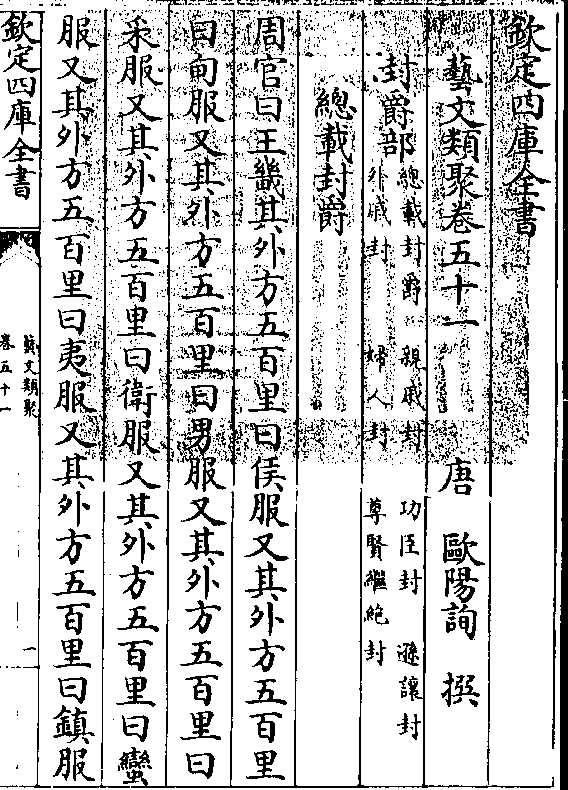 欽定四庫全書
藝文類聚卷五十一
唐 歐陽詢 撰
封爵部
總載封爵 親戚封 功臣封 遜讓封
外戚封 婦人封 尊賢繼絶封
總載封爵
周官曰王畿其外方五百里曰侯服又其外方五百里
曰甸服又其外方五百里曰男服又其外方五百里曰
采服又其外方五百里曰衛服又其外方五百里曰蠻
服又其外方五百里曰夷服又其外方五百里曰鎮服
欽定四庫全書
藝文類聚
卷五十一
一